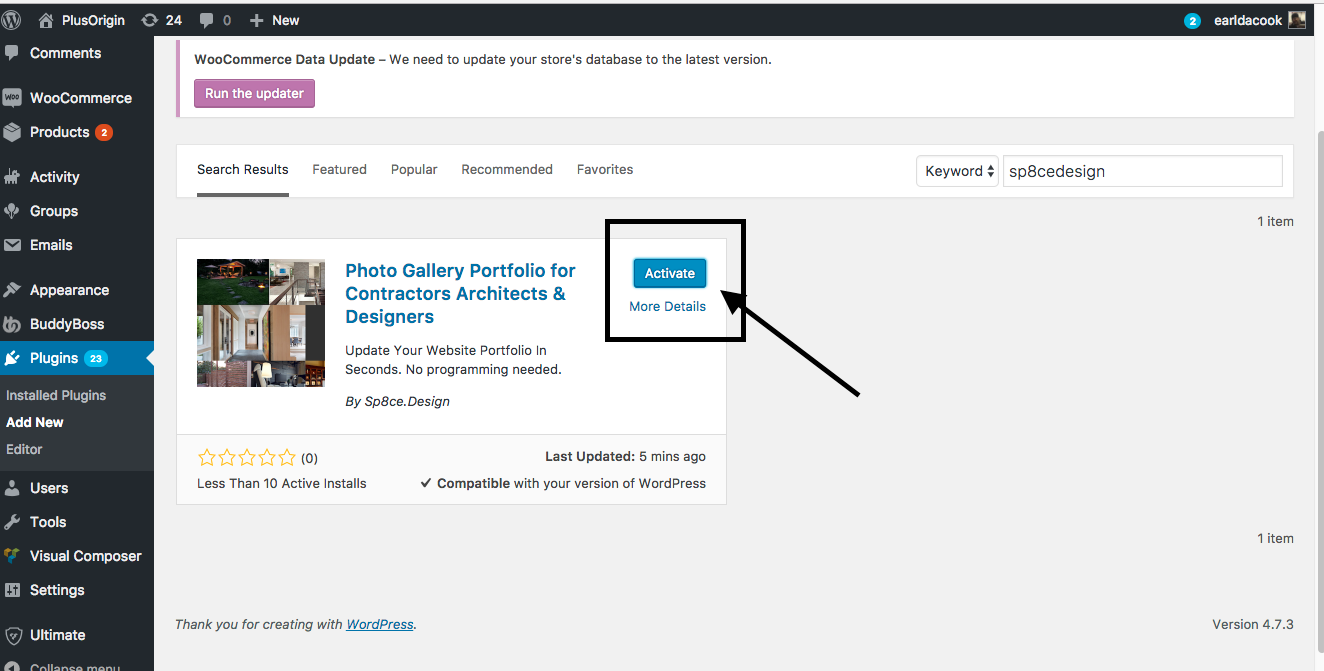 PlusOrigin 24 0 New 2 earldacook
Comments
WooCommerce
Products 2
Activity
Groups
Emails
Appearance
BuddyBoss
Plugins 23
Installed Plugins
Add New
Editor
Users
Tools
Visual Composer
Settings
Ultimate
Collapse menu
WooCommerce Data Update – We need to update your store's database to the latest version.
Run the updater
Search Results Featured Popular Recommended Favorites Keyword sp8cedesign
1 item
Photo Gallery Portfolio for
Contractors Architects &
Designers
Activate
More Details
Update Your Website Portfolio In
Seconds. No programming needed.
By Sp8ce.Design
(0)
Last Updated: 5 mins ago
Less Than 10 Active Installs
Compatible with your version of WordPress
1 item
Thank you for creating with WordPress.
Version 4.7.3